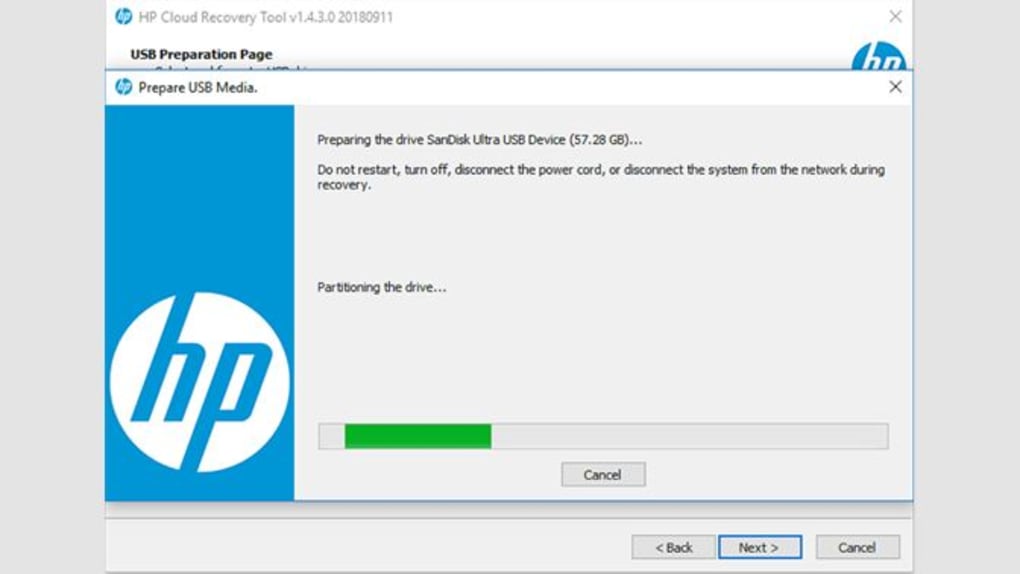 HP Cloud Recovery Tool v1.4.3.0 20180911
USB Preparation Page
hp
Prepare USB Media.
Preparing the drive SanDisk Ultra USB Device (57.28 GB)...
Do not restart, turn off, disconnect the power cord, or disconnect the system from the network during
recovery.
Partitioning the drive...
hp
Cancel
< Back
Next >
Cancel